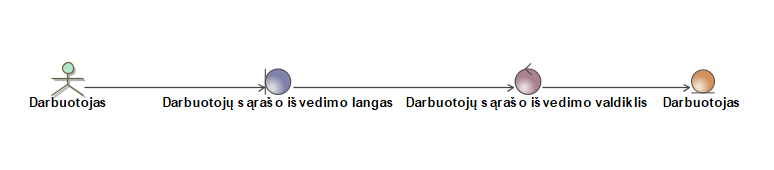 Darbuotojas
Darbuotojų sąrašo išvedimo langas
Darbuotojų sąrašo išvedimo valdiklis
Darbuotojas